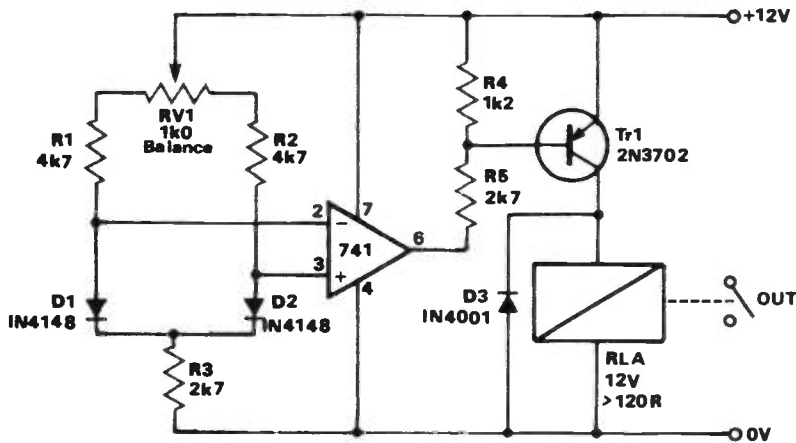 +12V
R4
1k2
RV1
1k0
Balance
R1
4k7
R2
4k7
Tr1
2N3702
R5
2k7
2
7
–
741
6
3
+
4
D1
IN4148
D2
IN4148
D3
IN4001
OUT
R3
2k7
RLA
12V
>120R
0V